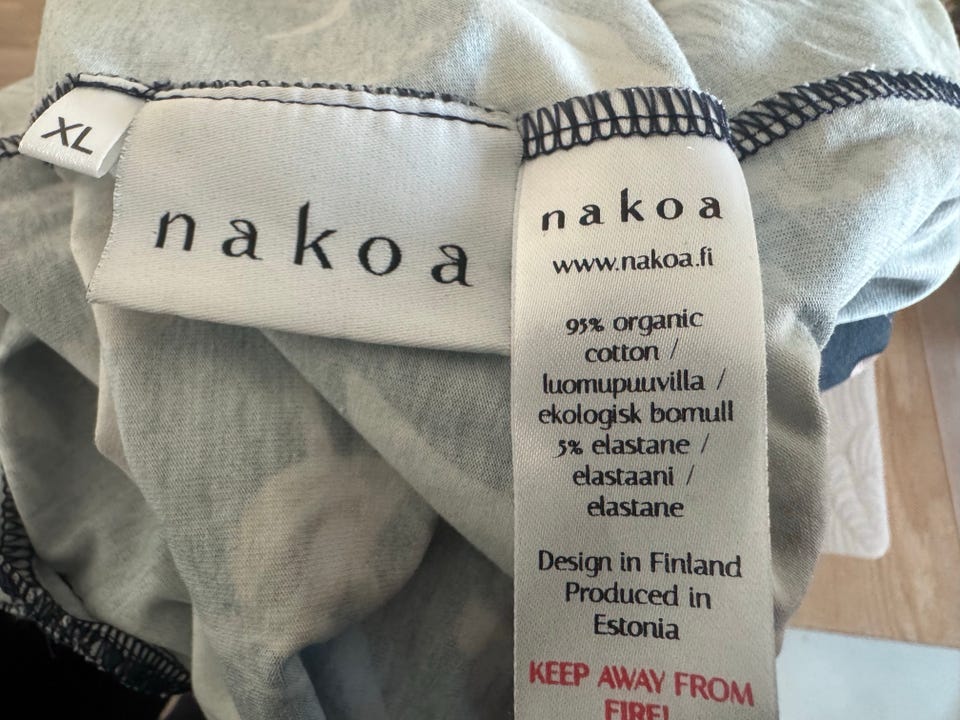 XL
nakoa
nakoa
www.nakoa.fi
95% organic
cotton /
luomupuuvilla /
ekologisk bomull
5% elastane /
elastaani /
elastane
Design in Finland
Produced in
Estonia
KEEP AWAY FROM
FIRE!